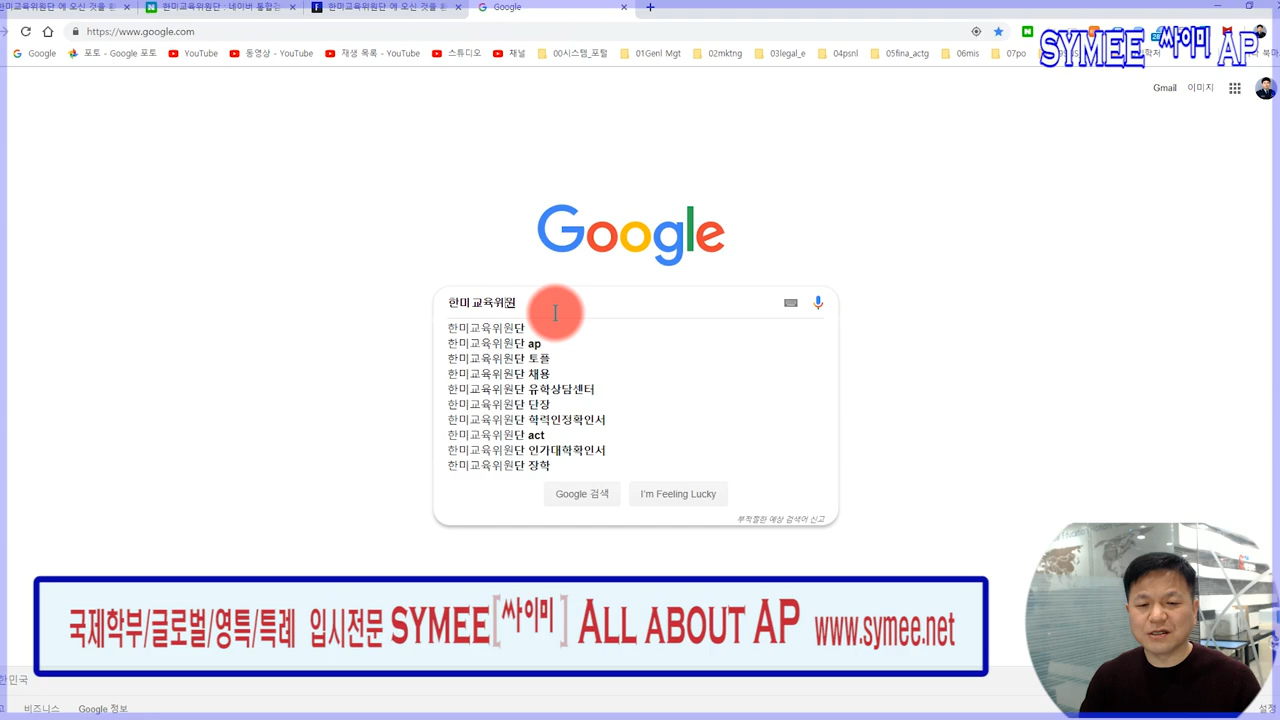 한미교육위원단 에 오신 것을 환
한미교육위원단 : 네이버 통합검
한미교육위원단 에 오신 것을 환
Google
https://www.google.com
SYMEE 싸이미 AP
Google
포토 - Google 포토
YouTube
동영상 - YouTube
재생 목록 - YouTube
스튜디오
채널
00시스템_포털
01Genl Mgt
02mktng
03legal_e
04psnl
05fina_actg
06mis
07po
Gmail
이미지
Google
한미교육위원
한미교육위원단
한미교육위원단 ap
한미교육위원단 토플
한미교육위원단 채용
한미교육위원단 유학상담센터
한미교육위원단 단장
한미교육위원단 학력인정확인서
한미교육위원단 act
한미교육위원단 인가대학확인서
한미교육위원단 장학
Google 검색
I'm Feeling Lucky
부적절한 예상 검색어 신고
국제학부/글로벌/영특/특례 입시전문 SYMEE[싸이미] ALL ABOUT AP www.symee.net
한민국
비즈니스
Google 정보
설정